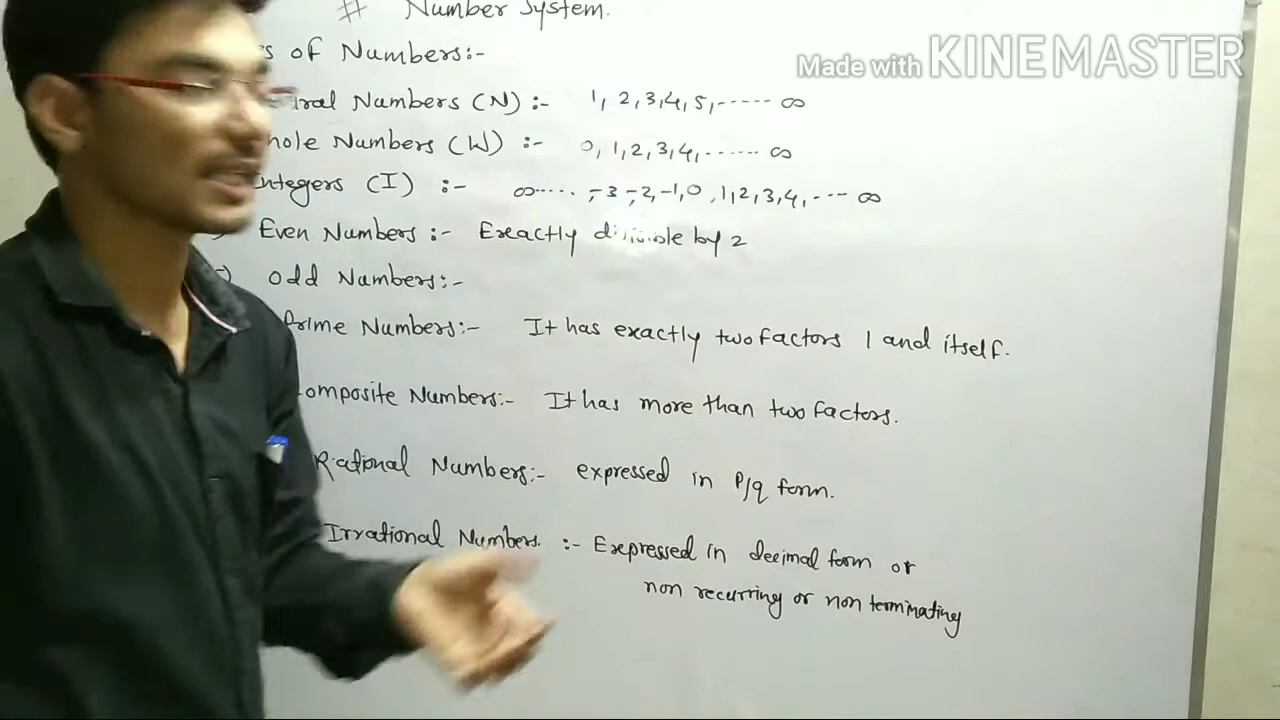 # Number System.
Made with KINEMASTER
s of Numbers:-
ral Numbers (N) :- 1, 2, 3, 4, 5, ------ ∞
hole Numbers (W) :- 0, 1, 2, 3, 4, ....... ∞
Integers (I) :- ∞...... -3 -2, -1, 0, 1, 2, 3, 4, ---- ∞
Even Numbers :- Exactly divisible by 2
Odd Numbers:-
Prime Numbers:- It has exactly two factors 1 and itself.
omposite Numbers:- It has more than two factors.
Rational Numbers:- expressed in P/q form.
Irrational Numbers. :- Expressed in decimal form or
non recurring or non terminating